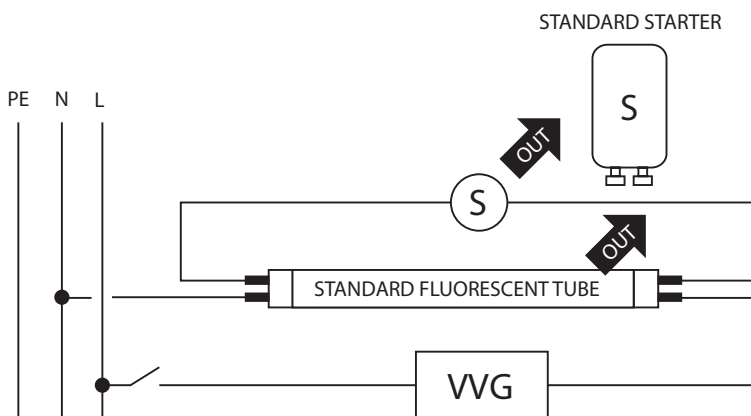 STANDARD STARTER
S
PE N L
OUT
S
OUT
STANDARD FLUORESCENT TUBE
VVG